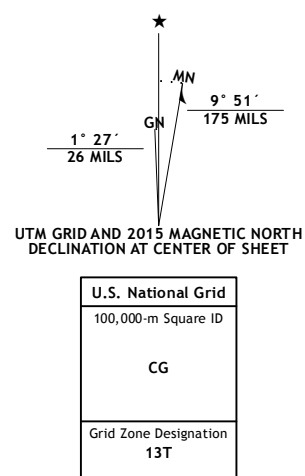 ★
MN
GN
9° 51´
175 MILS
1° 27´
26 MILS
UTM GRID AND 2015 MAGNETIC NORTH
DECLINATION AT CENTER OF SHEET
U.S. National Grid
100,000-m Square ID
CG
Grid Zone Designation
13T